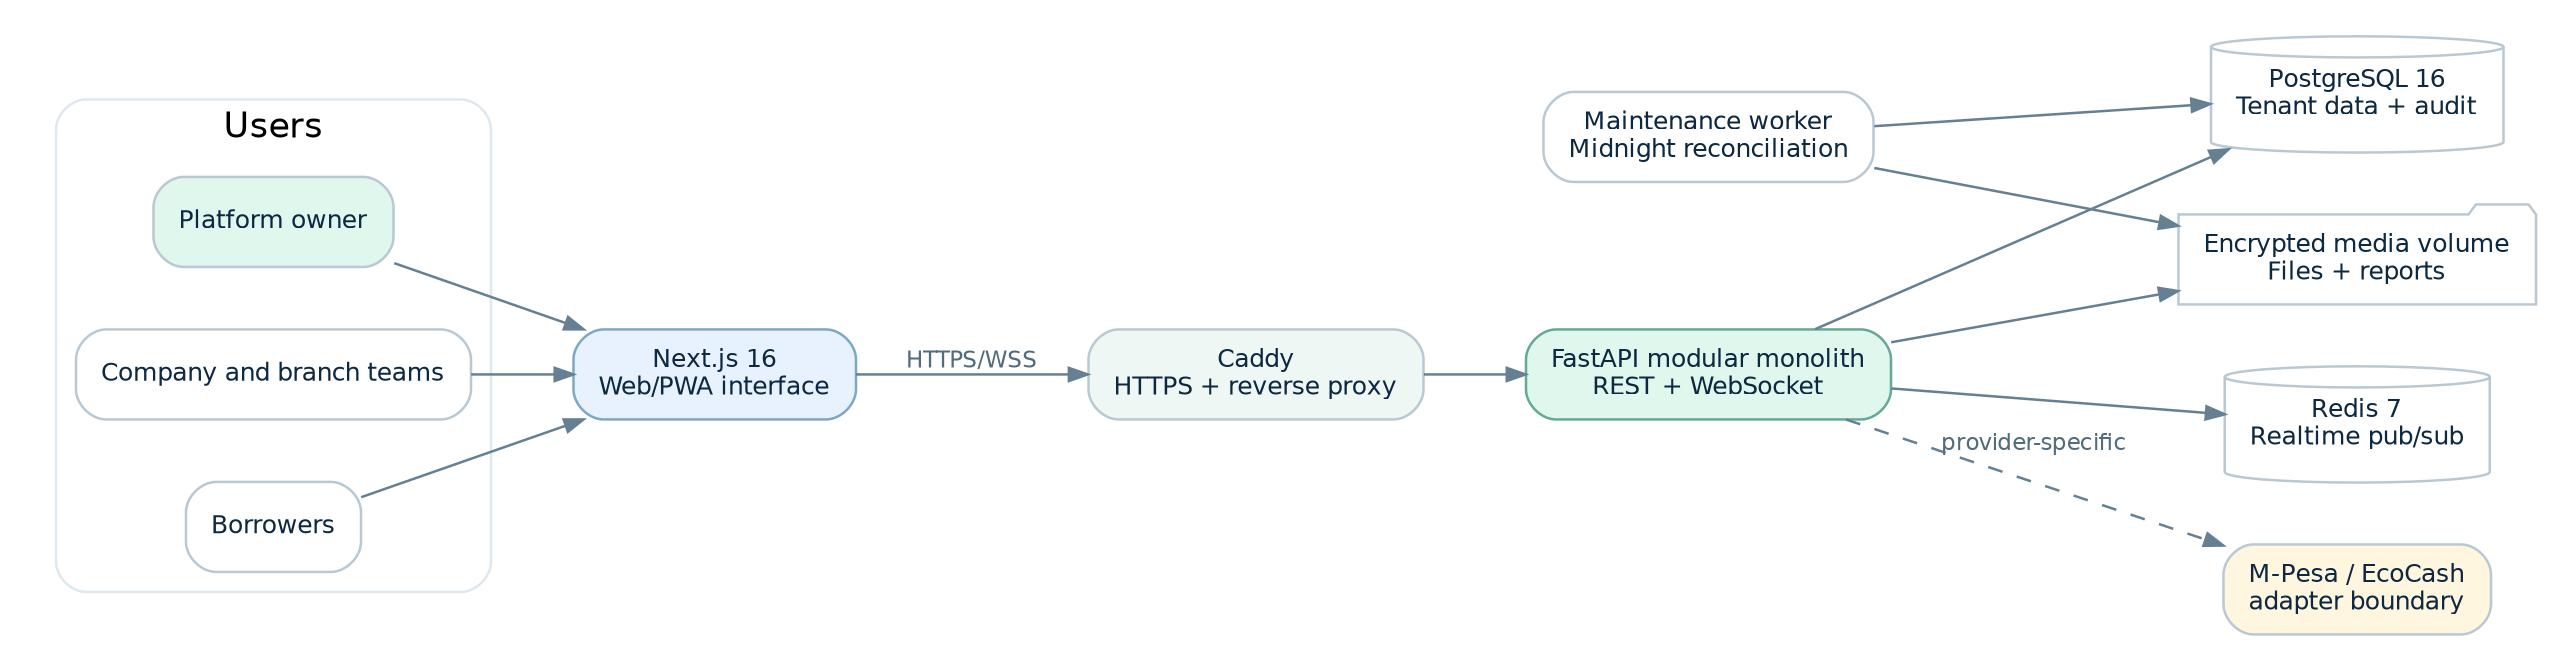 Users
Platform owner
Company and branch teams
Borrowers
Next.js 16
Web/PWA interface
HTTPS/WSS
Caddy
HTTPS + reverse proxy
Maintenance worker
Midnight reconciliation
FastAPI modular monolith
REST + WebSocket
provider-specific
PostgreSQL 16
Tenant data + audit
Encrypted media volume
Files + reports
Redis 7
Realtime pub/sub
M-Pesa / EcoCash
adapter boundary